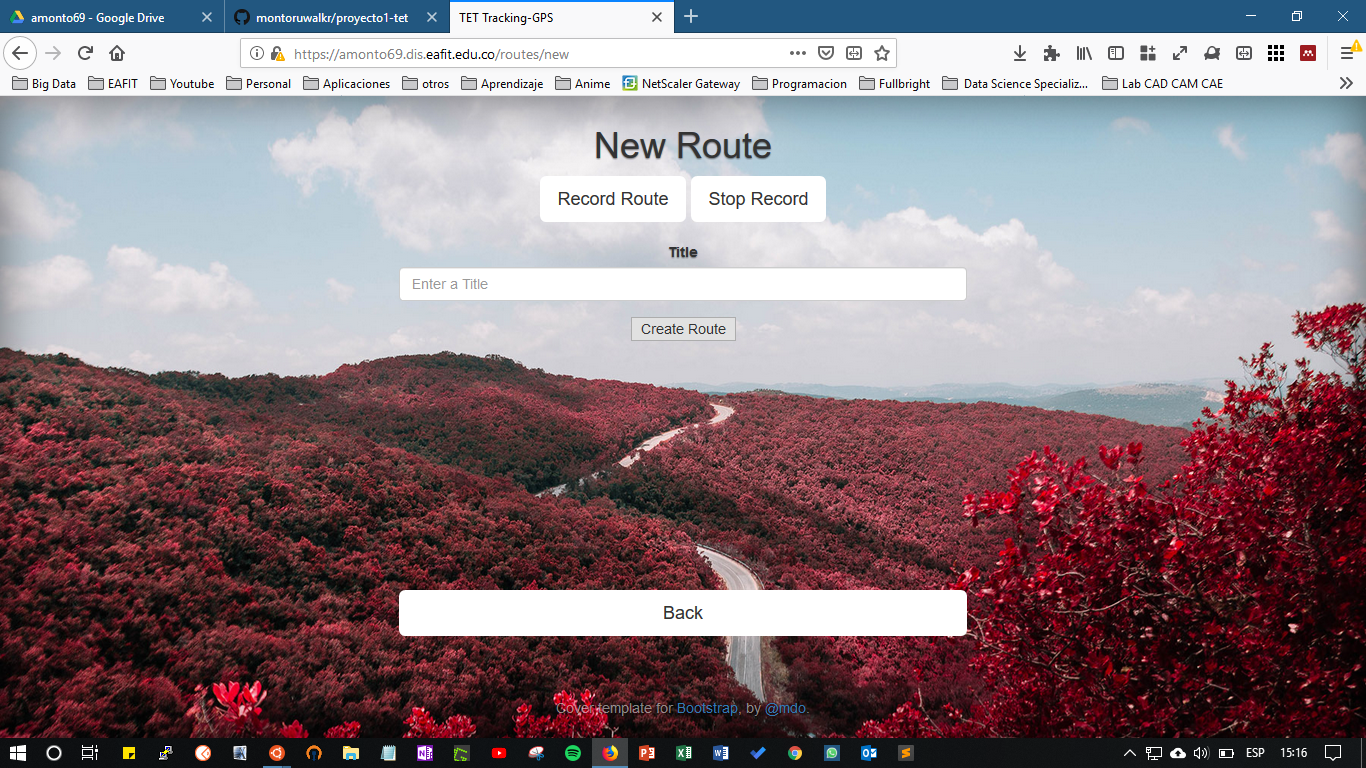 amonto69 - Google Drive
montoruwalkr/proyecto1-tet
TET Tracking-GPS
https://amonto69.dis.eafit.edu.co/routes/new
Big Data
EAFIT
Youtube
Personal
Aplicaciones
otros
Aprendizaje
Anime
NetScaler Gateway
Programacion
Fullbright
Data Science Specializ...
Lab CAD CAM CAE
New Route
Record Route
Stop Record
Title
Enter a Title
Create Route
Back
Cover template for Bootstrap, by @mdo.
ESP
15:16